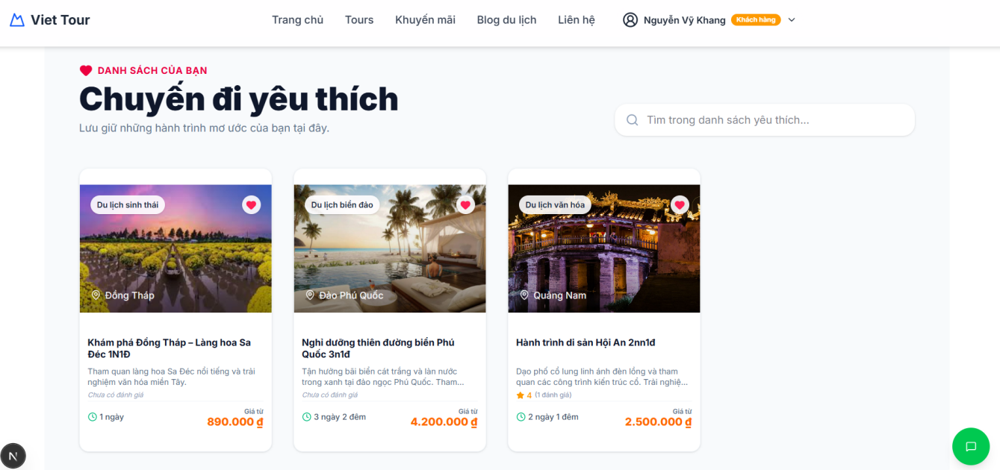 Viet Tour
Trang chủ
Tours
Khuyến mãi
Blog du lịch
Liên hệ
Nguyễn Vỹ Khang
Khách hàng
DANH SÁCH CỦA BẠN
Chuyến đi yêu thích
Lưu giữ những hành trình mơ ước của bạn tại đây.
Tìm trong danh sách yêu thích...
Du lịch sinh thái
Đồng Tháp
Khám phá Đồng Tháp – Làng hoa Sa
Đéc 1N1Đ
Tham quan làng hoa Sa Đéc nổi tiếng và trải
nghiệm văn hóa miền Tây.
Chưa có đánh giá
1 ngày
Giá từ
890.000 ₫
Du lịch biển đảo
Đảo Phú Quốc
Nghỉ dưỡng thiên đường biển Phú
Quốc 3n1đ
Tận hưởng bãi biển cát trắng và làn nước
trong xanh tại đảo ngọc Phú Quốc. Tham...
Chưa có đánh giá
3 ngày 2 đêm
Giá từ
4.200.000 ₫
Du lịch văn hóa
Quảng Nam
Hành trình di sản Hội An 2nn1đ
Dạo phố cổ lung linh ánh đèn lồng và tham
quan các công trình kiến trúc cổ. Trải nghiệ...
4 (1 đánh giá)
2 ngày 1 đêm
Giá từ
2.500.000 ₫
N